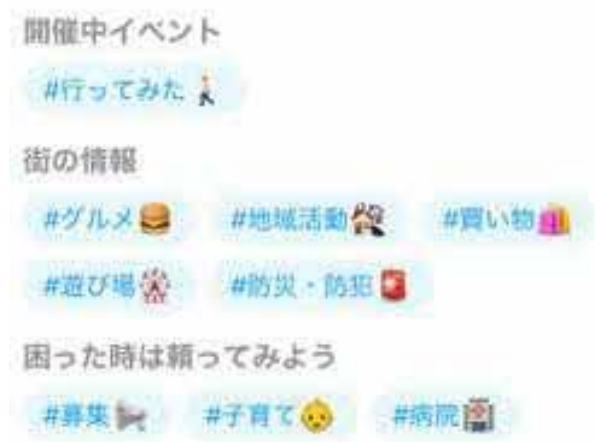 開催中イベント
#行ってみた
街の情報
#グルメ #地域活動 #買い物
#遊び場 #防災・防犯
困った時は頼ってみよう
#募集 #子育て #病院